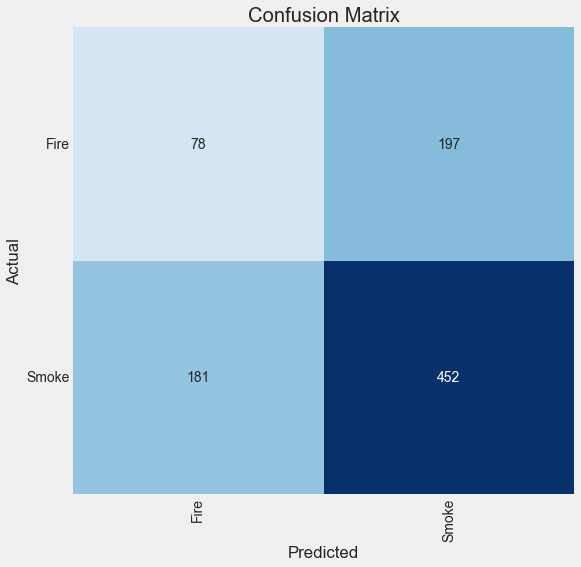 Confusion Matrix
Fire
78
197
Actual
Smoke
181
452
Fire
Smoke
Predicted